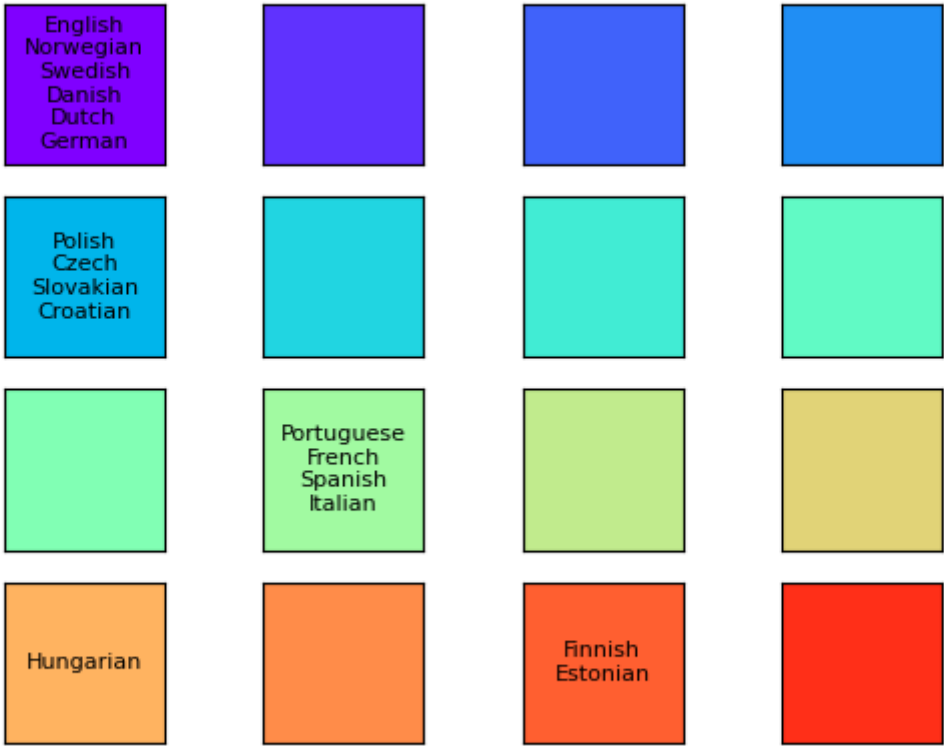 English
Norwegian
Swedish
Danish
Dutch
German
Polish
Czech
Slovakian
Croatian
Portuguese
French
Spanish
Italian
Hungarian
Finnish
Estonian